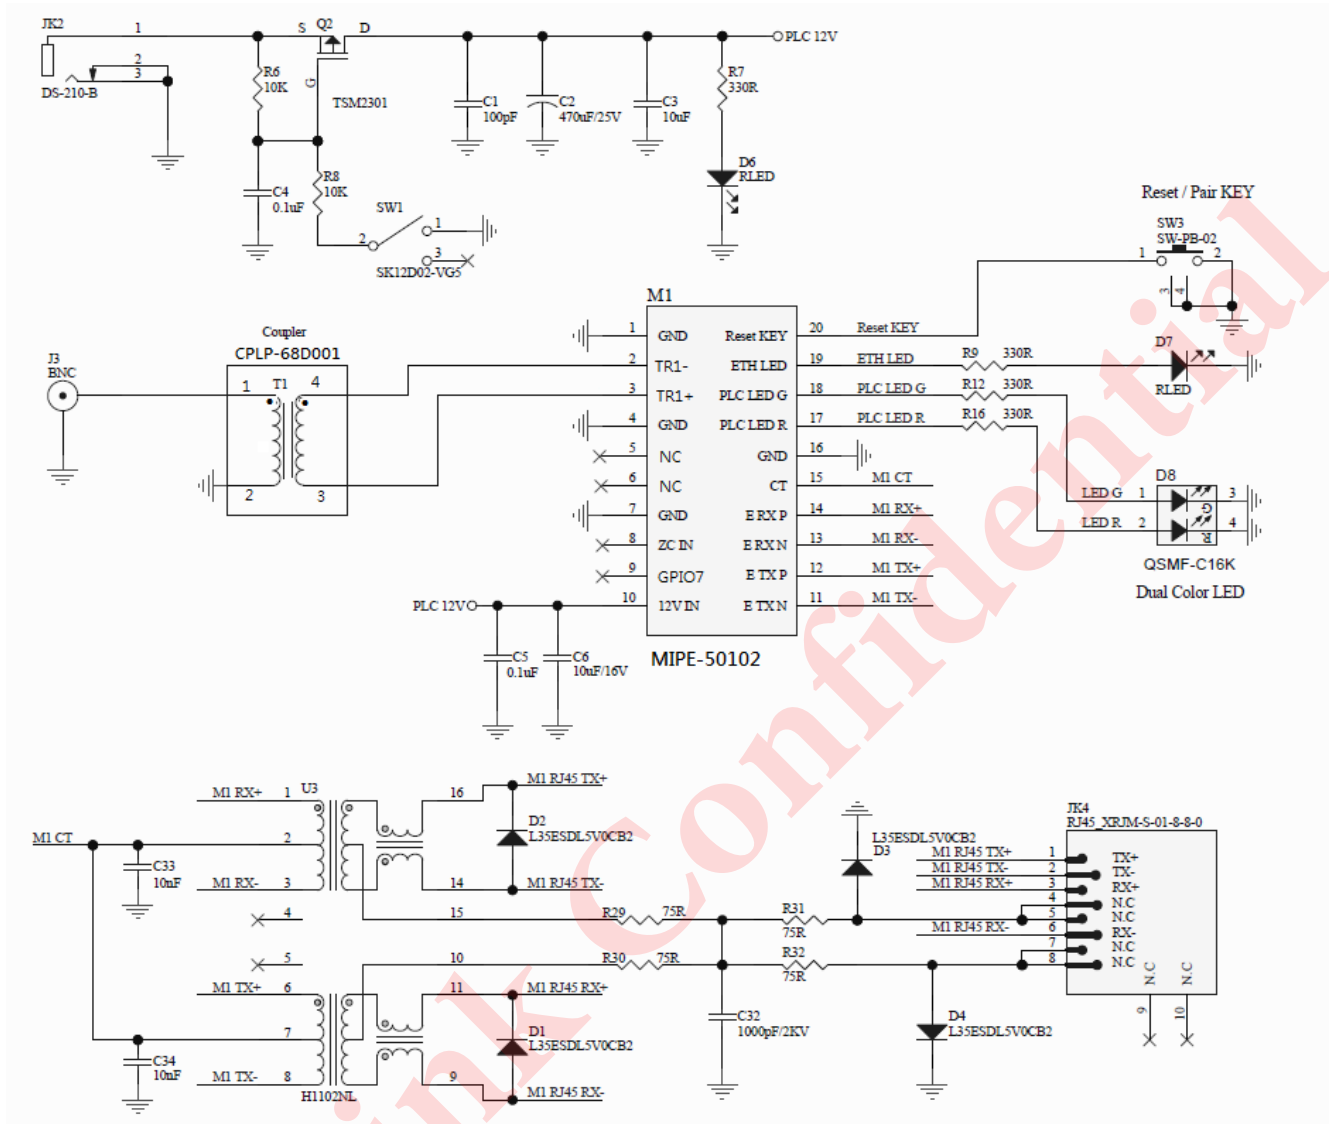 JK2
1
S
Q2
D
PLC 12V
2
3
DS-210-B
R6
10K
G
TSM2301
C1
100pF
C2
470uF/25V
C3
10uF
R7
330R
D6
RLED
C4
0.1uF
R8
10K
SW1
2
1
3
SK12D02-VG5
Reset / Pair KEY
SW3
SW-PB-02
1
2
3
4
M1
1
GND
Reset KEY
20
Reset KEY
2
TR1-
ETH LED
19
ETH LED
R9
330R
D7
RLED
3
TR1+
PLC LED G
18
PLC LED G
R12
330R
4
GND
PLC LED R
17
PLC LED R
R16
330R
5
NC
GND
16
6
NC
CT
15
M1 CT
7
GND
E RX P
14
M1 RX+
8
ZC IN
E RX N
13
M1 RX-
9
GPIO7
E TX P
12
M1 TX+
10
12V IN
E TX N
11
M1 TX-
MIPE-50102
Coupler
CPLP-68D001
J3
BNC
1
T1
4
2
3
D8
LED G
1
G
3
LED R
2
R
4
QSMF-C16K
Dual Color LED
PLC 12V
C5
0.1uF
C6
10uF/16V
M1 RX+
1
U3
16
M1 RJ45 TX+
M1 CT
2
D2
L35ESDL5V0CB2
C33
10nF
M1 RX-
3
14
M1 RJ45 TX-
4
15
R29
75R
R31
75R
5
10
R30
75R
R32
75R
M1 TX+
6
11
M1 RJ45 RX+
7
D1
L35ESDL5V0CB2
C34
10nF
M1 TX-
8
9
M1 RJ45 RX-
H1102NL
C32
1000pF/2KV
L35ESDL5V0CB2
D3
D4
L35ESDL5V0CB2
JK4
RJ45_XRJM-S-01-8-8-0
M1 RJ45 TX+
1
TX+
M1 RJ45 TX-
2
TX-
M1 RJ45 RX+
3
RX+
4
N.C
5
N.C
M1 RJ45 RX-
6
RX-
7
N.C
8
N.C
N.C
N.C
9
10
ink Confidential